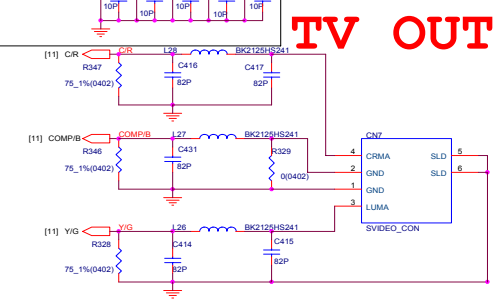 10P 10P 10P 10P
TV OUT
[11] C/R C/R L28 BK2125HS241
R347 C416 C417
75_1%(0402) 82P 82P
CN7
[11] COMP/B COMP/B L27 BK2125HS241
R346 C431 R329
75_1%(0402) 82P 0(0402)
4 CRMA SLD 5
2 GND SLD 6
1 GND
3 LUMA
SVIDEO_CON
[11] Y/G Y/G L26 BK2125HS241
R328 C414 C415
75_1%(0402) 82P 82P